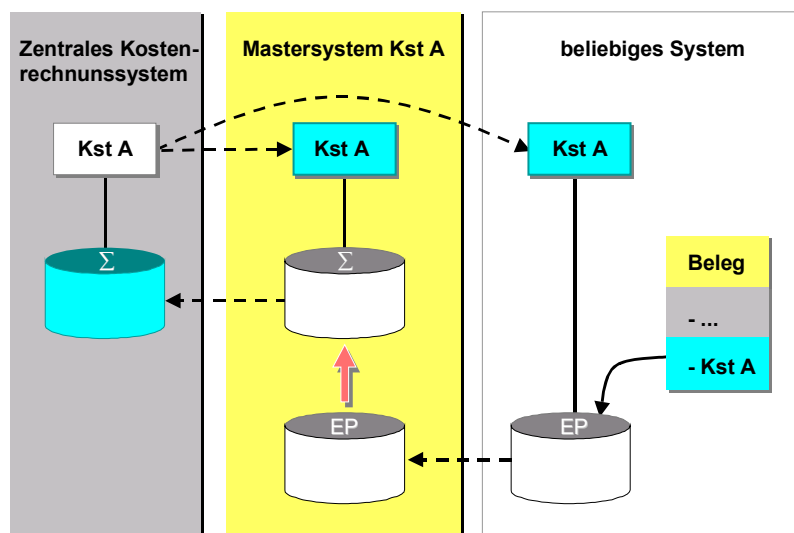 Zentrales Kosten-
rechnunssystem
Mastersystem Kst A
beliebiges System
Kst A
Kst A
Kst A
Σ
Σ
Beleg
- ...
- Kst A
EP
EP